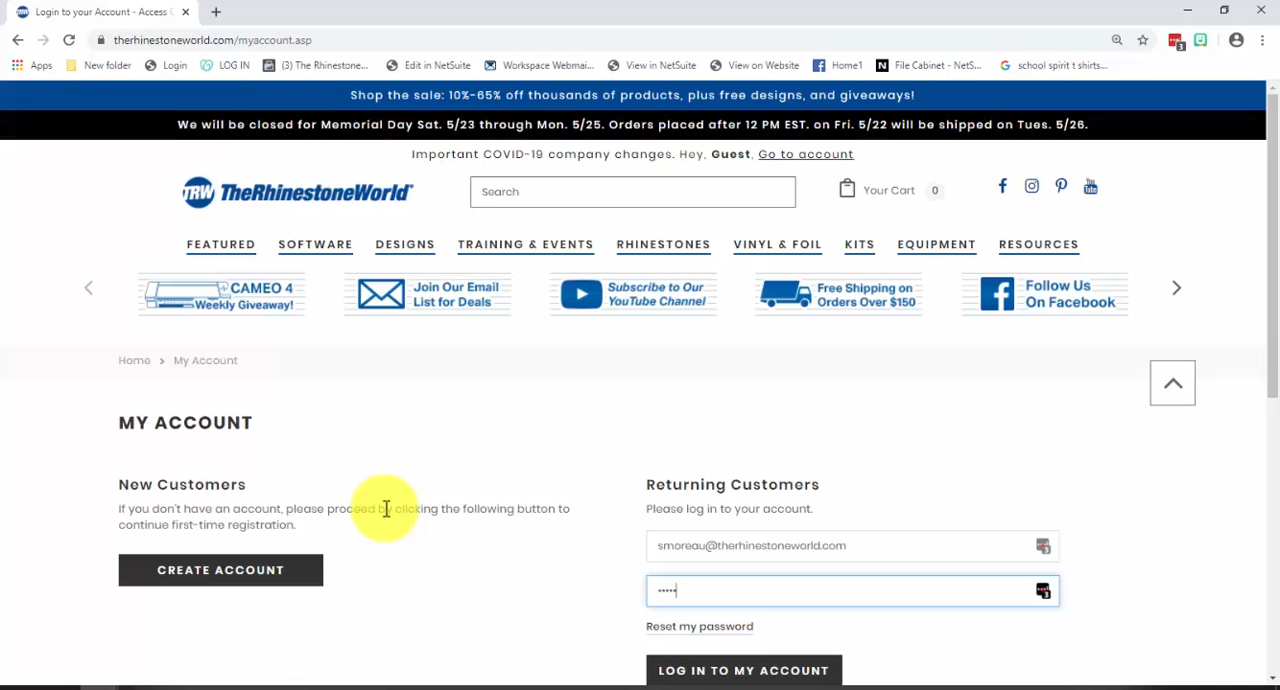 Login to your Account - Access C
therhinestoneworld.com/myaccount.asp
3
Apps New folder Login LOG IN (3) The Rhinestone... Edit in NetSuite Workspace Webmai... View in NetSuite View on Website Home1 N File Cabinet - NetS... school spirit t shirts...
Shop the sale: 10%-65% off thousands of products, plus free designs, and giveaways!
We will be closed for Memorial Day Sat. 5/23 through Mon. 5/25. Orders placed after 12 PM EST. on Fri. 5/22 will be shipped on Tues. 5/26.
Important COVID-19 company changes. Hey, Guest, Go to account
TRW TheRhinestoneWorld
Search
Your Cart 0
You Tube
FEATURED SOFTWARE DESIGNS TRAINING & EVENTS RHINESTONES VINYL & FOIL KITS EQUIPMENT RESOURCES
CAMEO 4
Weekly Giveaway!
Join Our Email
List for Deals
Subscribe to Our
YouTube Channel
Free Shipping on
Orders Over $150
Follow Us
On Facebook
Home > My Account
MY ACCOUNT
New Customers
If you don't have an account, please proceed by clicking the following button to
continue first-time registration.
CREATE ACCOUNT
Returning Customers
Please log in to your account.
smoreau@therhinestoneworld.com
•••••
Reset my password
LOG IN TO MY ACCOUNT